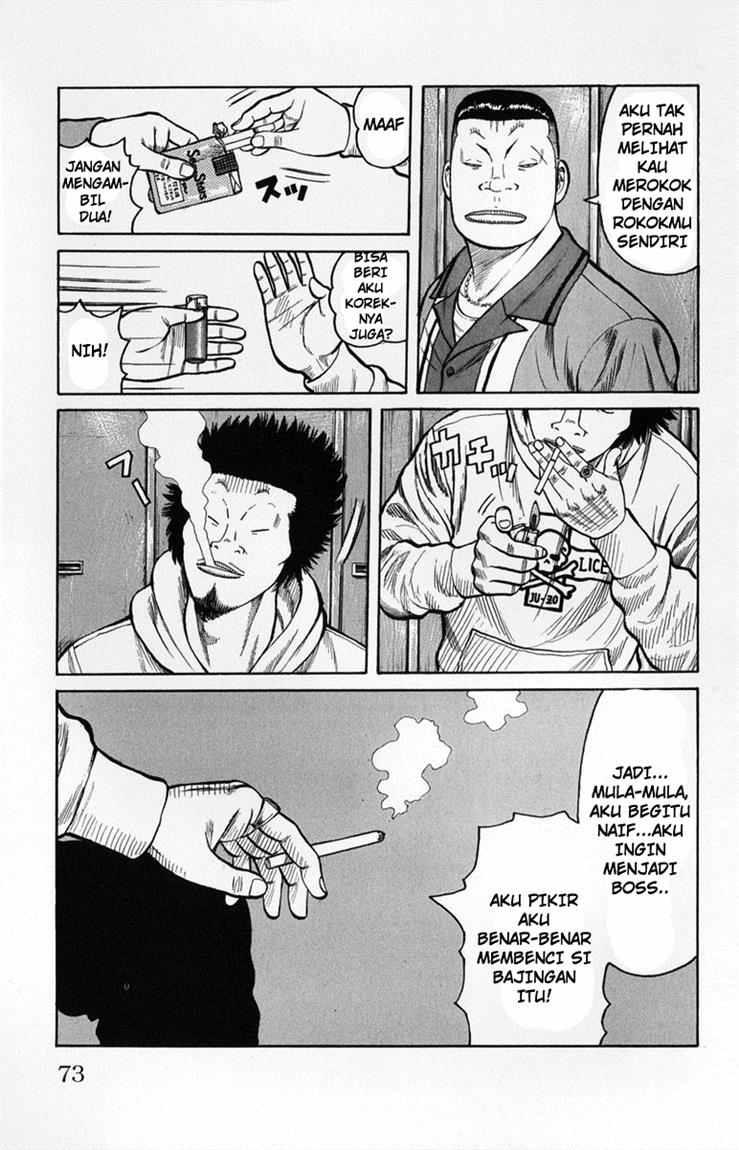 AKU TAK
PERNAH
MELIHAT
KAU
MEROKOK
DENGAN
ROKOKMU
SENDIRI
MAAF
JANGAN
MENGAM-
BIL
DUA!
スッ
BISA
BERI
AKU
KOREK-
NYA
JUGA?
NIH!
カチッ
LICE
JU-30
フー
JADI...
MULA-MULA,
AKU BEGITU
NAIF...AKU
INGIN
MENJADI
BOSS..
AKU PIKIR
AKU
BENAR-BENAR
MEMBENCI SI
BAJINGAN
ITU!
73